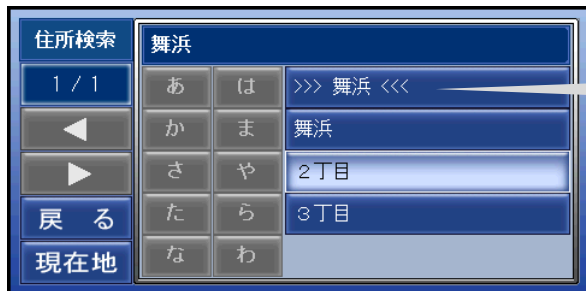 住所検索
舞浜
1／1
あ
は
>>> 舞浜 <<<
か
ま
舞浜
さ
や
２丁目
戻 る
た
ら
３丁目
現在地
な
わ